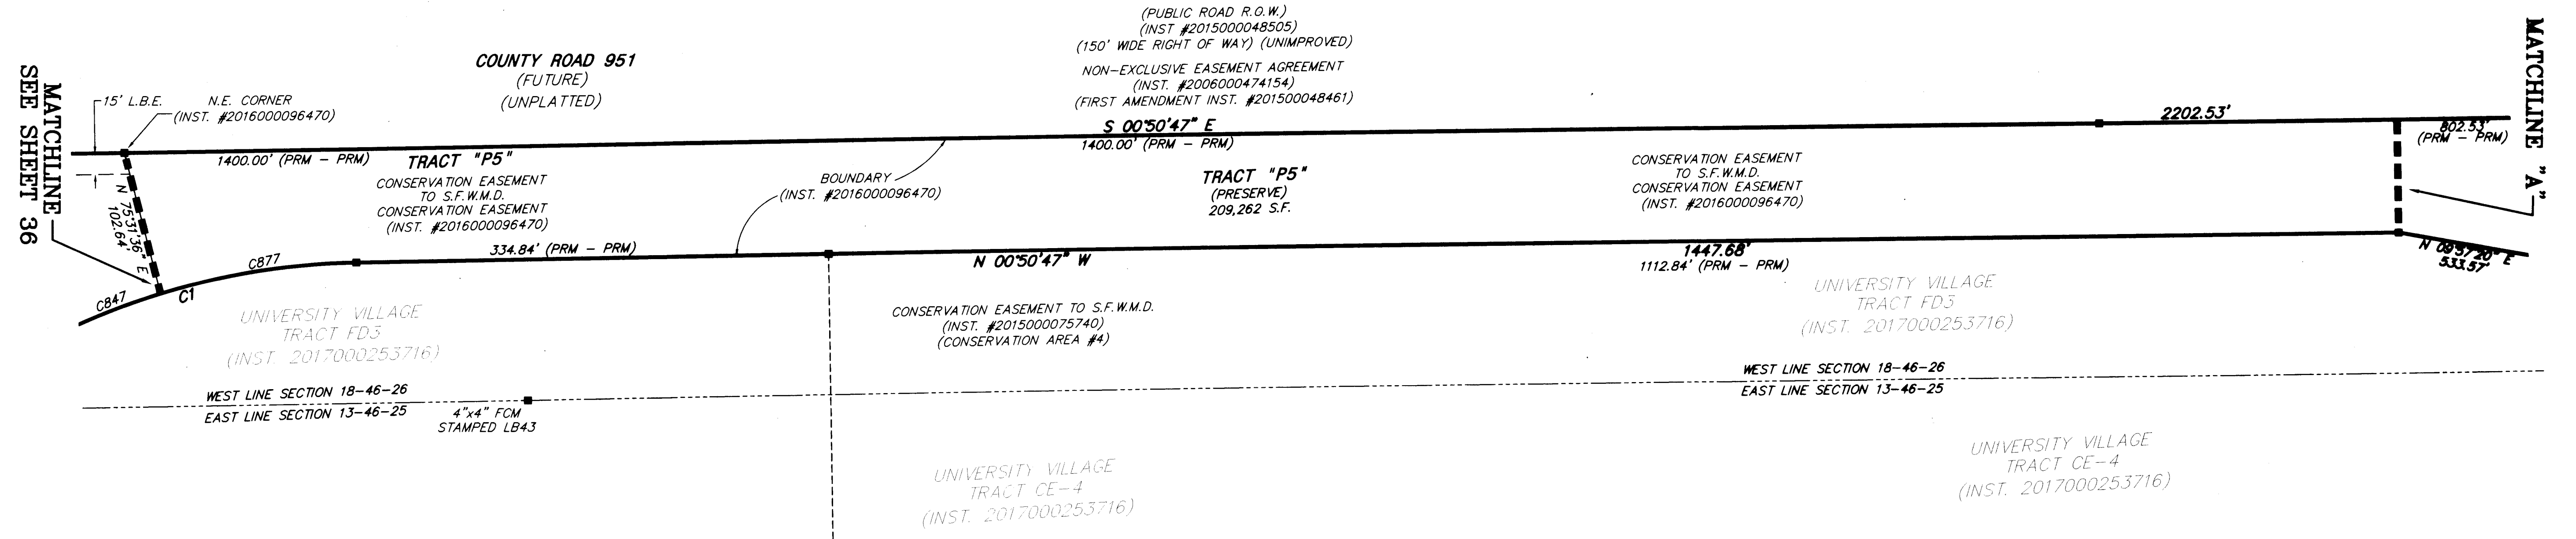 (PUBLIC ROAD R.O.W.)
(INST #2015000048505)
(150' WIDE RIGHT OF WAY) (UNIMPROVED)
NON-EXCLUSIVE EASEMENT AGREEMENT
(INST. #2006000474154)
(FIRST AMENDMENT INST. #201500048461)
COUNTY ROAD 951
(FUTURE)
(UNPLATTED)
MATCHLINE
SEE SHEET 36
15' L.B.E.
N.E. CORNER
(INST. #2016000096470)
MATCHLINE "A"
S 00°50'47" E
2202.53'
1400.00' (PRM - PRM)
1400.00' (PRM - PRM)
802.53'
(PRM - PRM)
TRACT "P5"
CONSERVATION EASEMENT
TO S.F.W.M.D.
CONSERVATION EASEMENT
(INST. #2016000096470)
BOUNDARY
(INST. #2016000096470)
TRACT "P5"
(PRESERVE)
209,262 S.F.
CONSERVATION EASEMENT
TO S.F.W.M.D.
CONSERVATION EASEMENT
(INST. #2016000096470)
N 75°31'36" E
102.64'
C877
C847
C1
334.84' (PRM - PRM)
N 00°50'47" W
1447.68'
1112.84' (PRM - PRM)
N 09°57'20" E
533.57'
UNIVERSITY VILLAGE
TRACT FD3
(INST. 2017000253716)
CONSERVATION EASEMENT TO S.F.W.M.D.
(INST. #2015000075740)
(CONSERVATION AREA #4)
UNIVERSITY VILLAGE
TRACT FD3
(INST. 2017000253716)
WEST LINE SECTION 18-46-26
EAST LINE SECTION 13-46-25
4"x4" FCM
STAMPED LB43
WEST LINE SECTION 18-46-26
EAST LINE SECTION 13-46-25
UNIVERSITY VILLAGE
TRACT CE-4
(INST. 2017000253716)
UNIVERSITY VILLAGE
TRACT CE-4
(INST. 2017000253716)